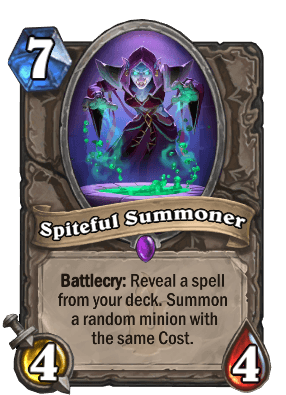 7
Spiteful Summoner
Battlecry: Reveal a spell
from your deck. Summon
a random minion with
the same Cost.
4 4